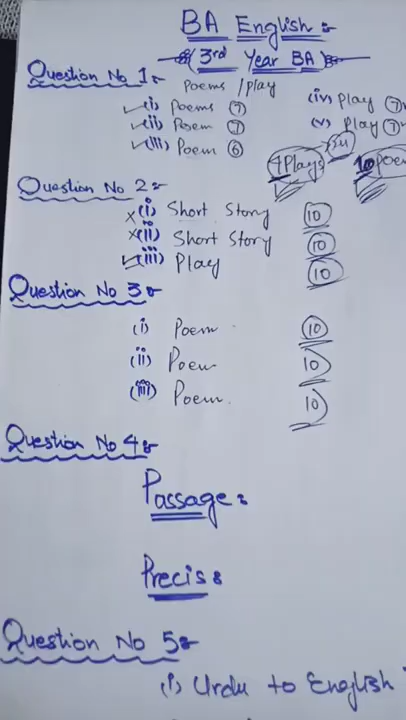 BA English:-
3rd Year BA
Question No 1:-
Poems / play
(i) Poems (7)
(iv) Play (7)
(ii) Poem (7)
(v) Play (7)
(iii) Poem (6)
4 Plays
10 Poem
Question No 2:-
x (i) Short Story (10)
x (ii) Short Story (10)
(iii) Play (10)
Question No 3:-
(i) Poem (10)
(ii) Poem (10)
(iii) Poem. (10)
Question No 4:-
Passage:
Precis:
Question No 5:-
(i) Urdu to English